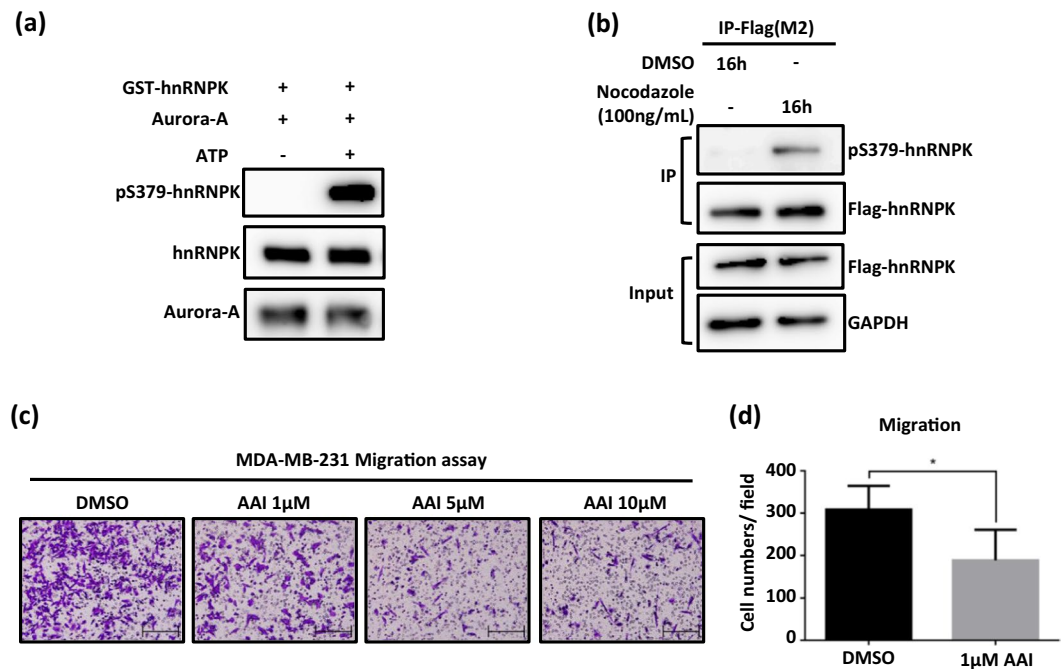 (a)
GST-hnRNPK + +
Aurora-A + +
ATP - +
pS379-hnRNPK
hnRNPK
Aurora-A
(b)
IP-Flag(M2)
DMSO 16h -
Nocodazole
(100ng/mL) - 16h
IP
pS379-hnRNPK
Flag-hnRNPK
Input
Flag-hnRNPK
GAPDH
(c)
MDA-MB-231 Migration assay
DMSO AAI 1μM AAI 5μM AAI 10μM
(d)
Migration
*
Cell numbers/ field
400
300
200
100
0
DMSO 1μM AAI